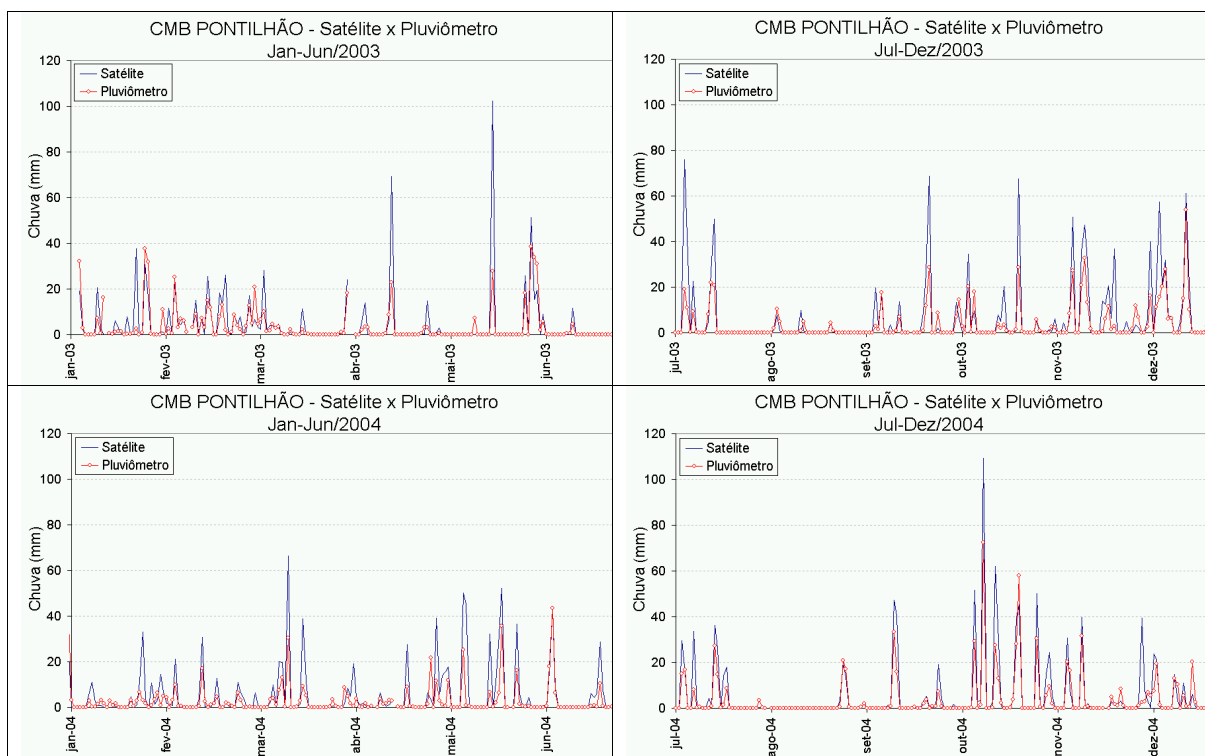 CMB PONTILHÃO - Satélite x Pluviômetro
Jan-Jun/2003
Satélite
Pluviômetro
Chuva (mm)
120
100
80
60
40
20
0
jan-03
fev-03
mar-03
abr-03
mai-03
jun-03
CMB PONTILHÃO - Satélite x Pluviômetro
Jul-Dez/2003
Satélite
Pluviômetro
Chuva (mm)
120
100
80
60
40
20
0
jul-03
ago-03
set-03
out-03
nov-03
dez-03
CMB PONTILHÃO - Satélite x Pluviômetro
Jan-Jun/2004
Satélite
Pluviômetro
Chuva (mm)
120
100
80
60
40
20
0
jan-04
fev-04
mar-04
abr-04
mai-04
jun-04
CMB PONTILHÃO - Satélite x Pluviômetro
Jul-Dez/2004
Satélite
Pluviômetro
Chuva (mm)
120
100
80
60
40
20
0
jul-04
ago-04
set-04
out-04
nov-04
dez-04